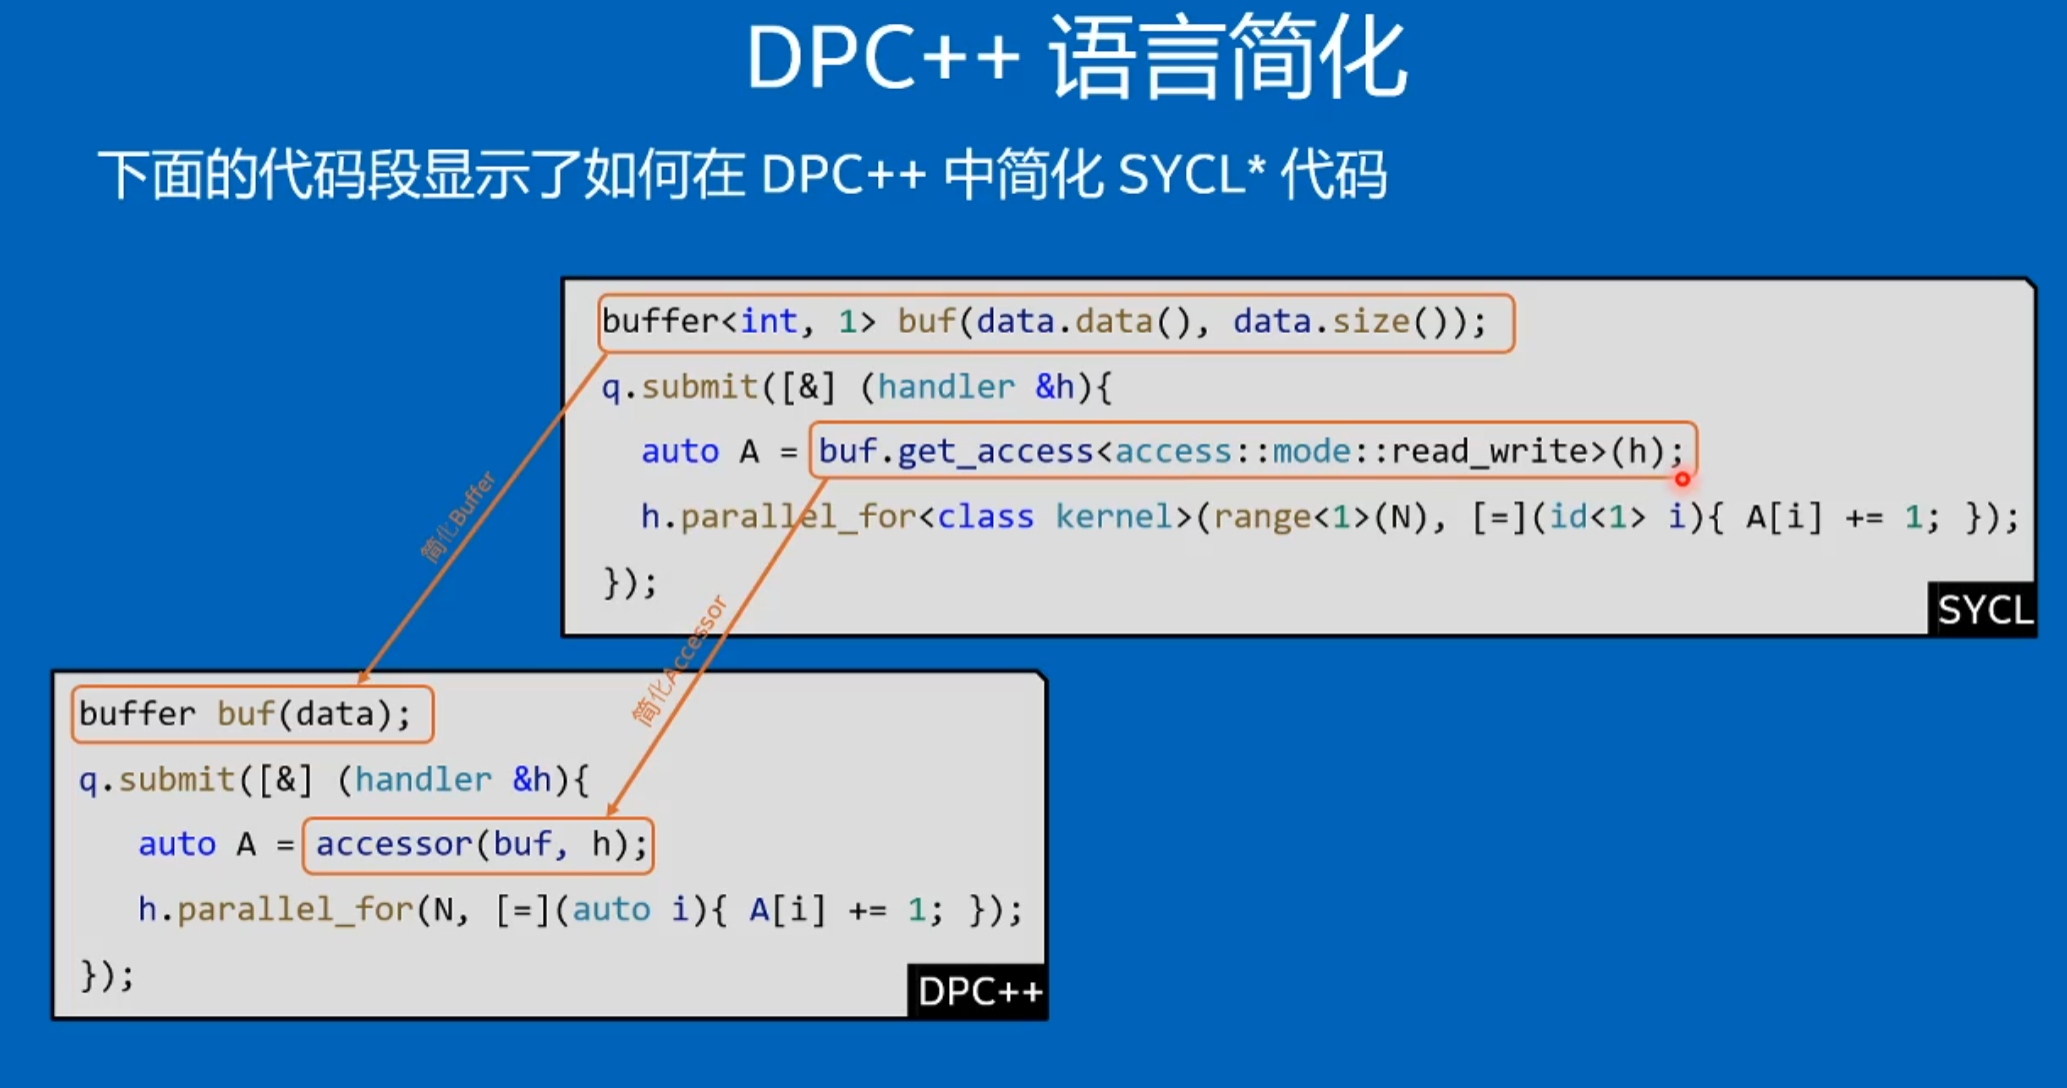 DPC++ 语言简化
下面的代码段显示了如何在 DPC++ 中简化 SYCL* 代码
buffer<int, 1> buf(data.data(), data.size());
q.submit([&] (handler &h){
auto A = buf.get_access<access::mode::read_write>(h);
h.parallel_for<class kernel>(range<1>(N), [=](id<1> i){ A[i] += 1; });
});
SYCL
简化Buffer
简化Accessor
buffer buf(data);
q.submit([&] (handler &h){
auto A = accessor(buf, h);
h.parallel_for(N, [=](auto i){ A[i] += 1; });
});
DPC++